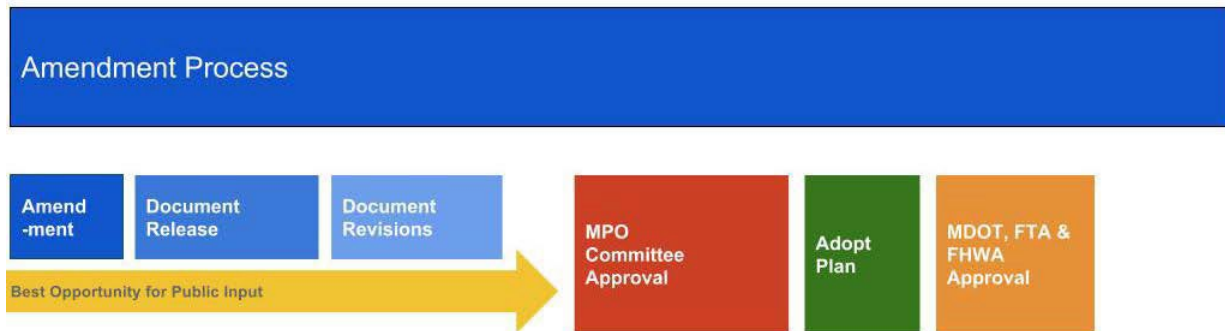 Amendment Process
Amend
-ment
Document
Release
Document
Revisions
Best Opportunity for Public Input
MPO
Committee
Approval
Adopt
Plan
MDOT, FTA &
FHWA
Approval